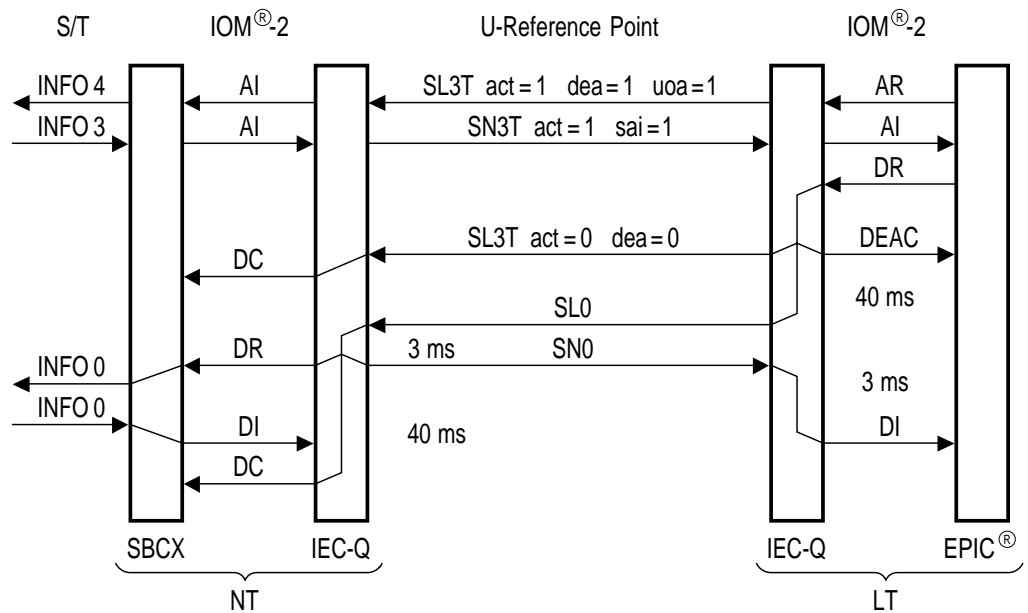 S/T IOM®-2 U-Reference Point IOM®-2
INFO 4 AI SL3T act = 1 dea = 1 uoa = 1 AR
INFO 3 AI SN3T act = 1 sai = 1 AI
DR
SL3T act = 0 dea = 0 DEAC
DC
40 ms
SL0
DR 3 ms SN0
INFO 0
3 ms
INFO 0
DI 40 ms DI
DC
SBCX IEC-Q IEC-Q EPIC®
NT LT